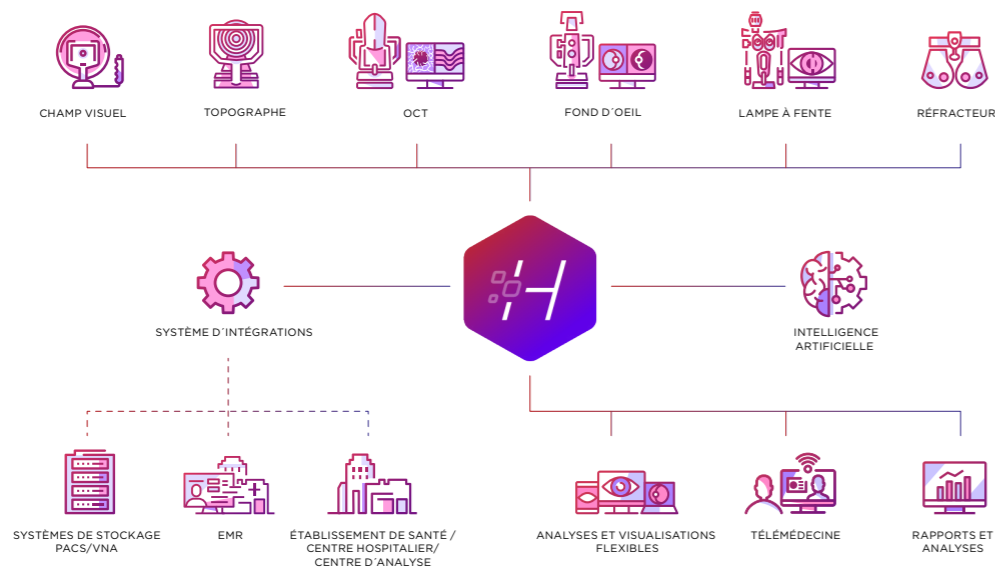 CHAMP VISUEL
TOPOGRAPHE
OCT
FOND D´OEIL
LAMPE À FENTE
RÉFRACTEUR
H
SYSTÈME D´INTÉGRATIONS
INTELLIGENCE
ARTIFICIELLE
SYSTÈMES DE STOCKAGE
PACS/VNA
EMR
ÉTABLISSEMENT DE SANTÉ /
CENTRE HOSPITALIER/
CENTRE D´ANALYSE
ANALYSES ET VISUALISATIONS
FLEXIBLES
TÉLÉMÉDECINE
RAPPORTS ET
ANALYSES